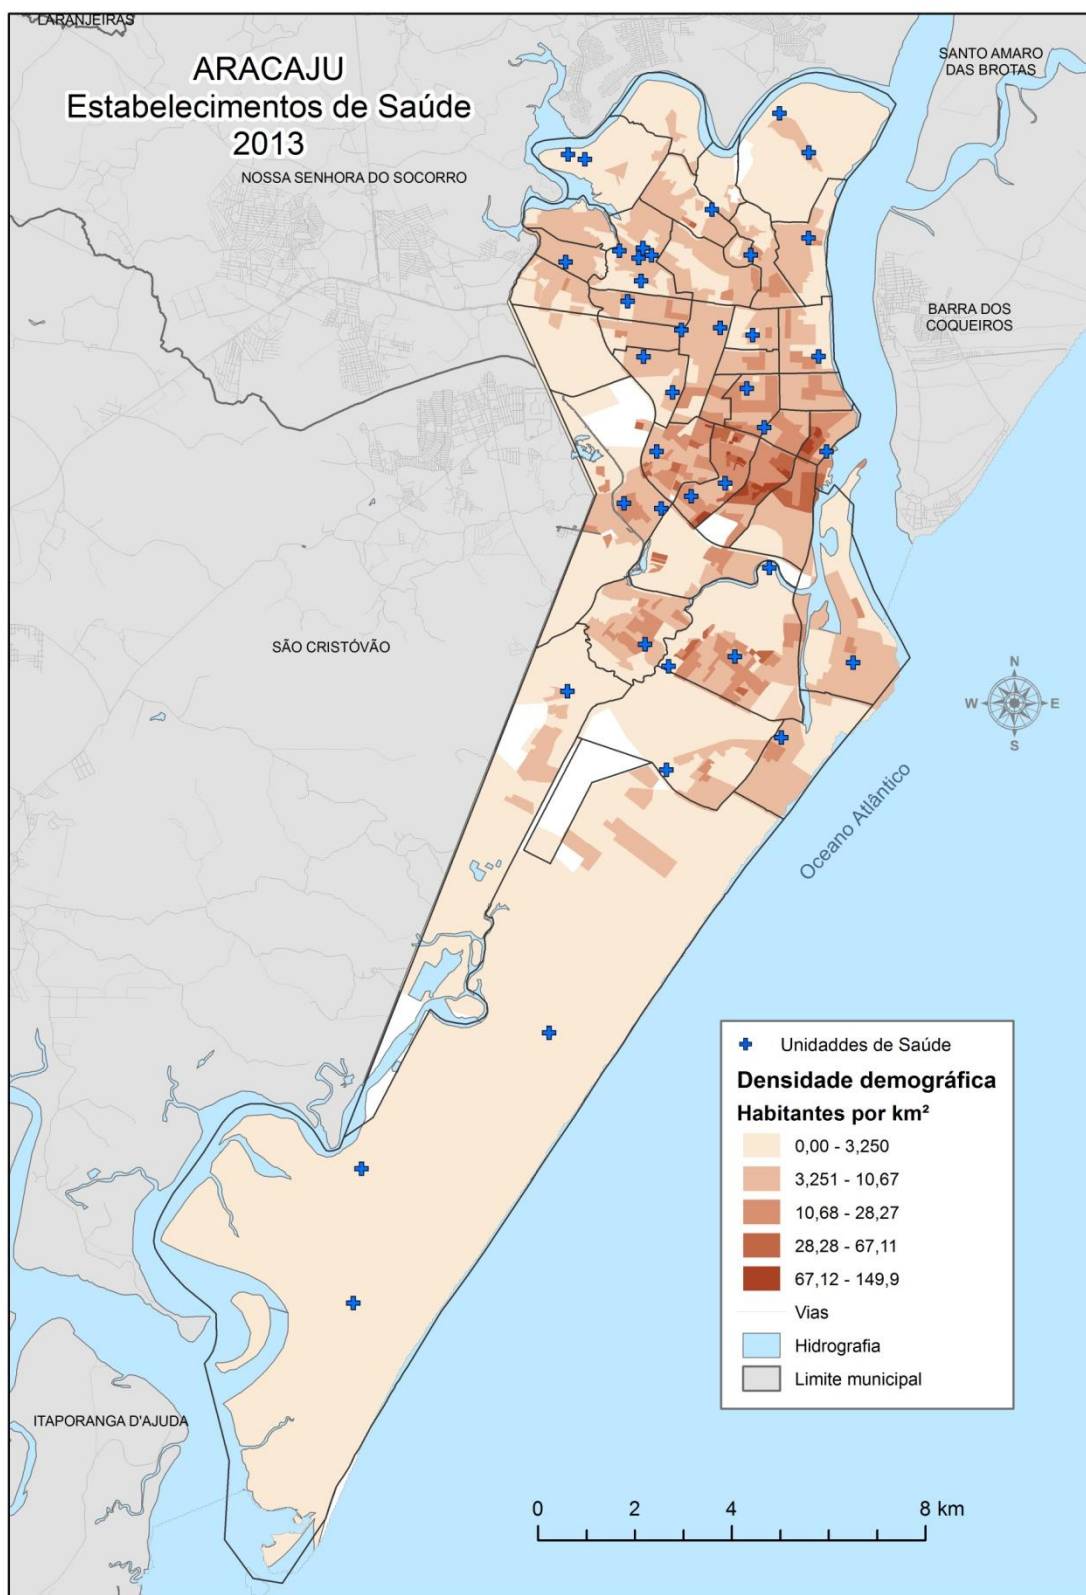 LARANJEIRAS
ARACAJU
Estabelecimentos de Saúde
2013
SANTO AMARO
DAS BROTAS
NOSSA SENHORA DO SOCORRO
BARRA DOS
COQUEIROS
SÃO CRISTÓVÃO
N
W
E
S
Oceano Atlântico
Unidaddes de Saúde
Densidade demográfica
Habitantes por km²
0,00 - 3,250
3,251 - 10,67
10,68 - 28,27
28,28 - 67,11
67,12 - 149,9
Vias
Hidrografia
Limite municipal
ITAPORANGA D'AJUDA
0 2 4 8 km